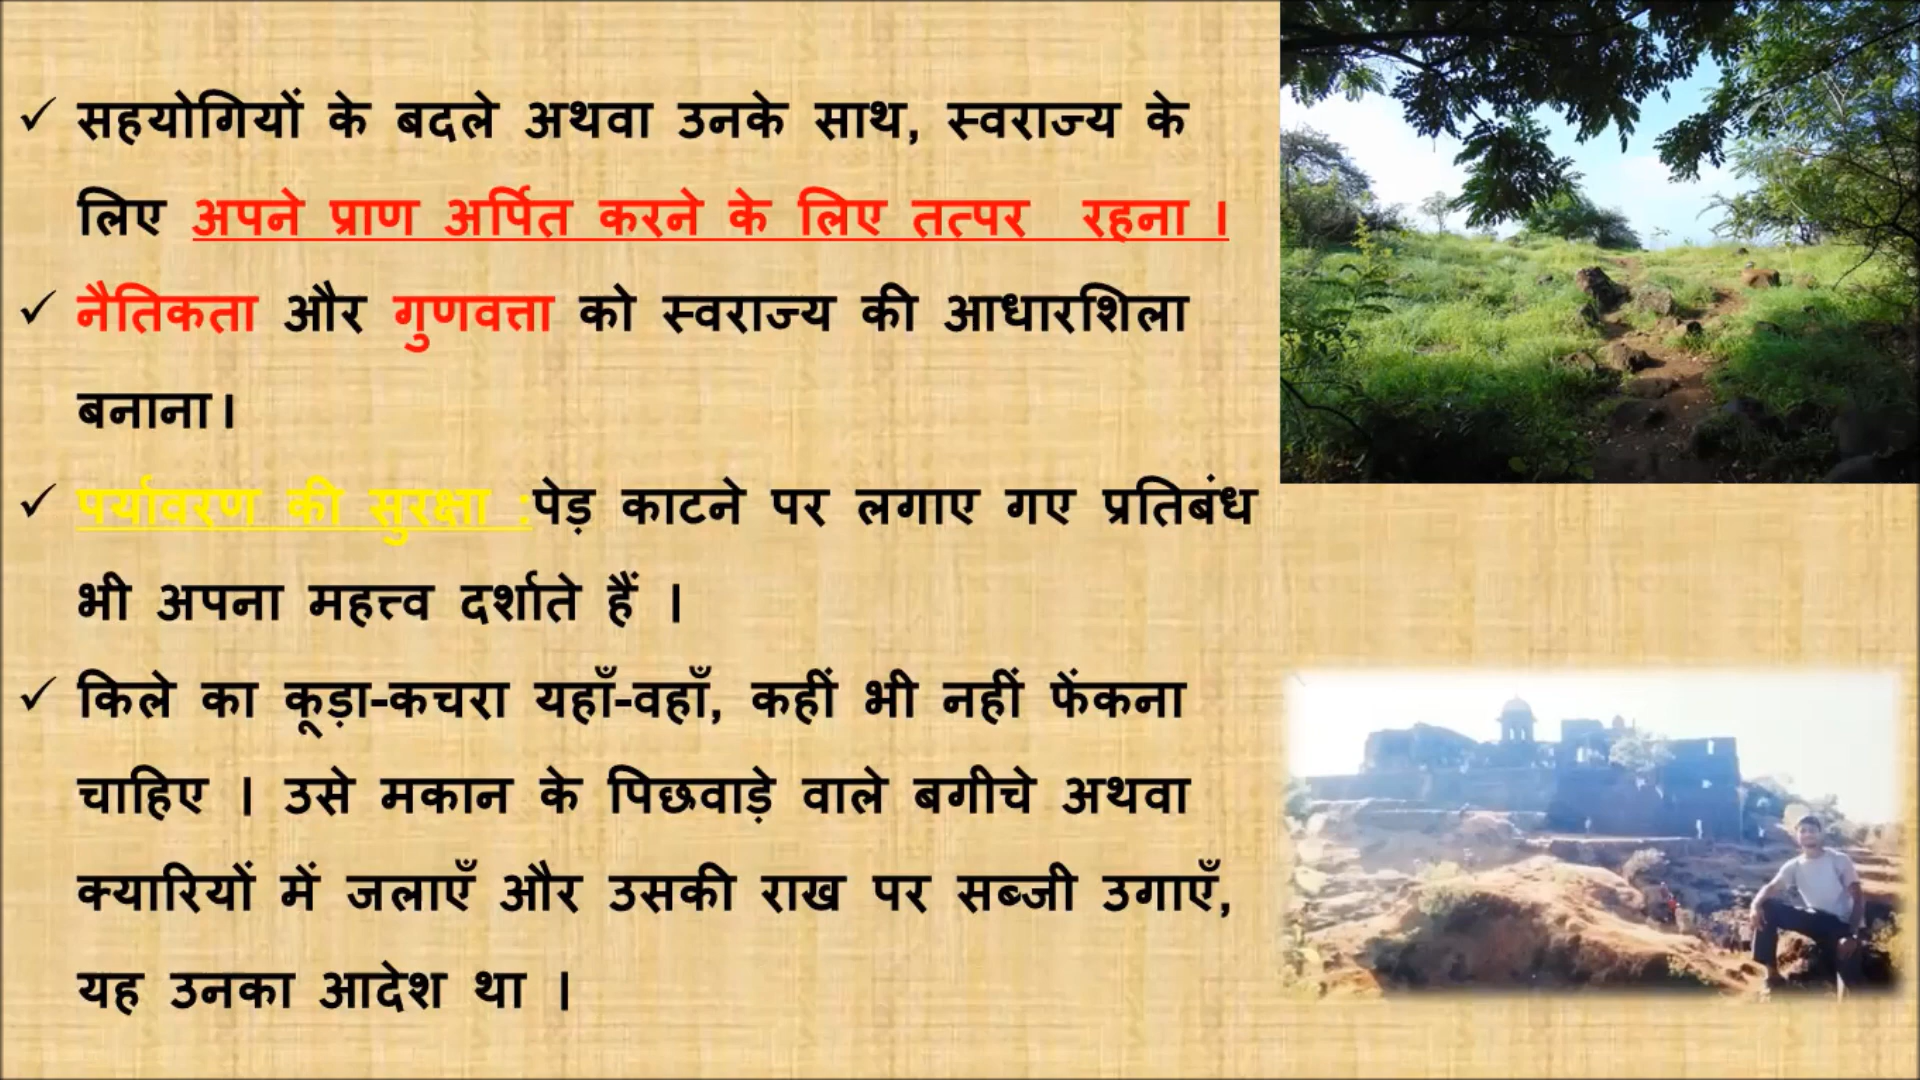 ✓ सहयोगियों के बदले अथवा उनके साथ, स्वराज्य के
लिए अपने प्राण अर्पित करने के लिए तत्पर रहना ।
✓ नैतिकता और गुणवत्ता को स्वराज्य की आधारशिला
बनाना।
✓ पर्यावरण की सुरक्षा :पेड़ काटने पर लगाए गए प्रतिबंध
भी अपना महत्त्व दर्शाते हैं ।
✓ किले का कूड़ा-कचरा यहाँ-वहाँ, कहीं भी नहीं फेंकना
चाहिए । उसे मकान के पिछवाड़े वाले बगीचे अथवा
क्यारियों में जलाएँ और उसकी राख पर सब्जी उगाएँ,
यह उनका आदेश था ।